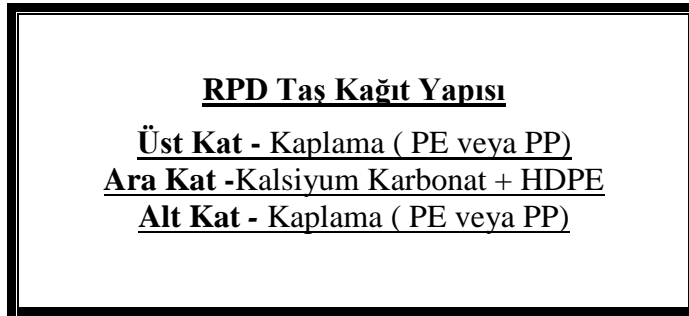 RPD Taş Kağıt Yapısı
Üst Kat - Kaplama ( PE veya PP)
Ara Kat -Kalsiyum Karbonat + HDPE
Alt Kat - Kaplama ( PE veya PP)